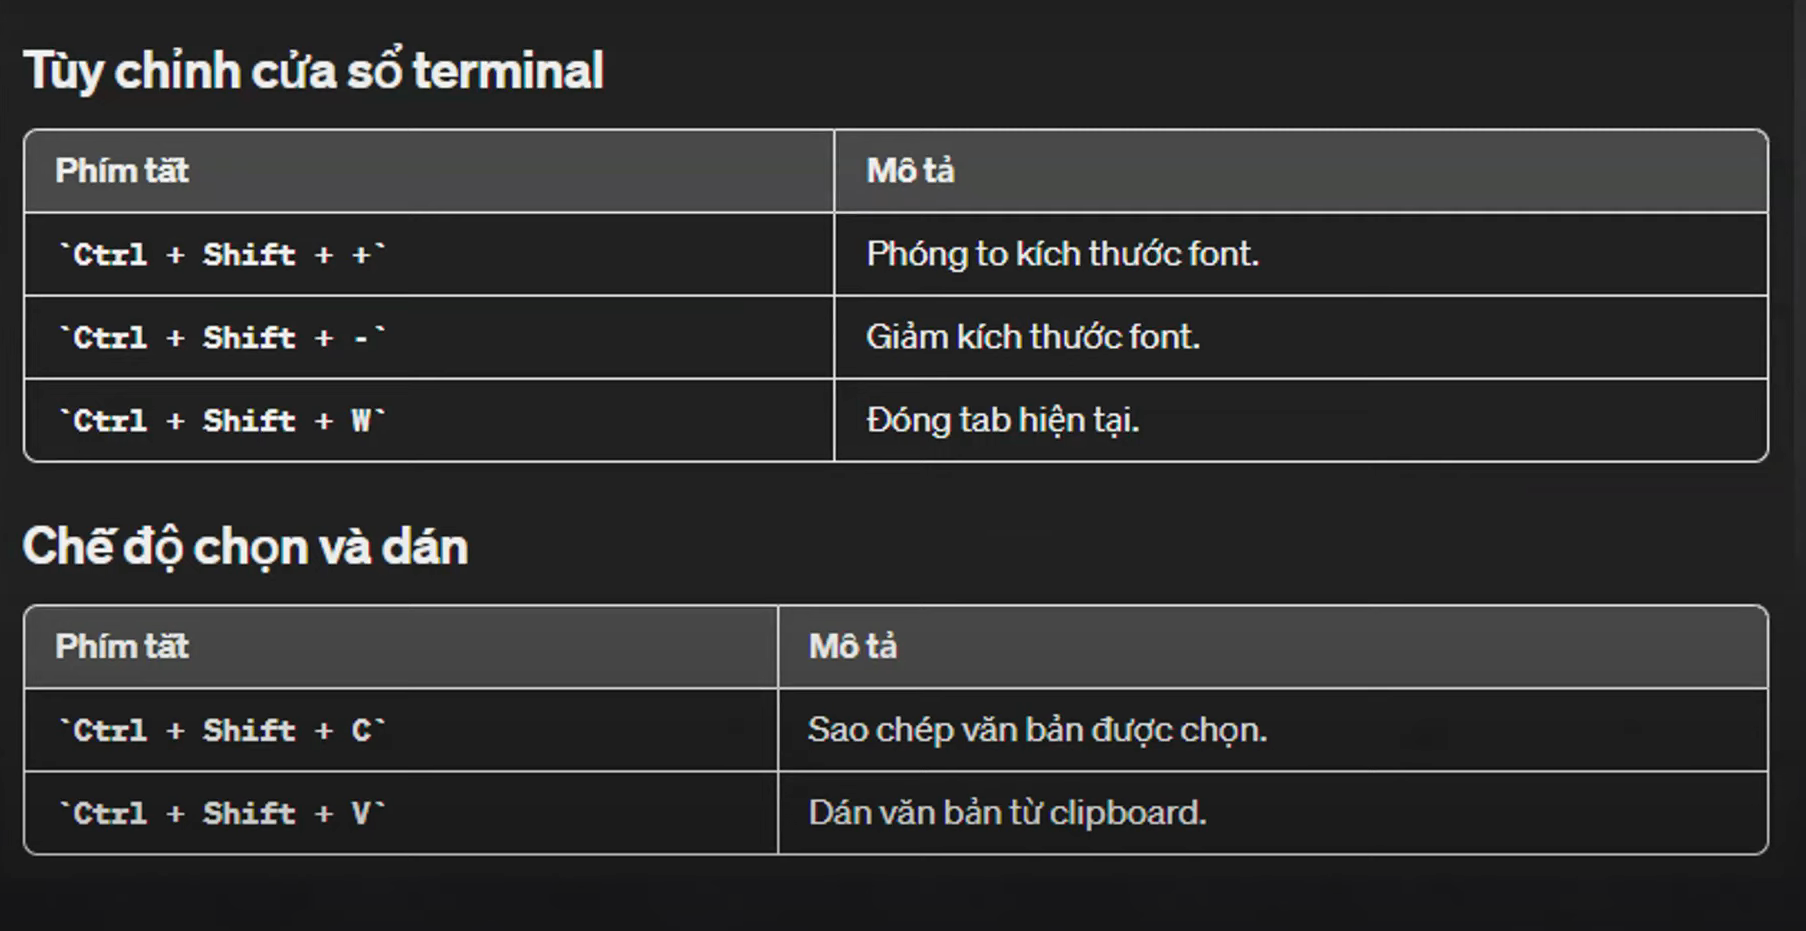 Tùy chỉnh cửa sổ terminal
Phím tắt
Mô tả
`Ctrl + Shift + +`
Phóng to kích thước font.
`Ctrl + Shift + -`
Giảm kích thước font.
`Ctrl + Shift + W`
Đóng tab hiện tại.
Chế độ chọn và dán
Phím tắt
Mô tả
`Ctrl + Shift + C`
Sao chép văn bản được chọn.
`Ctrl + Shift + V`
Dán văn bản từ clipboard.